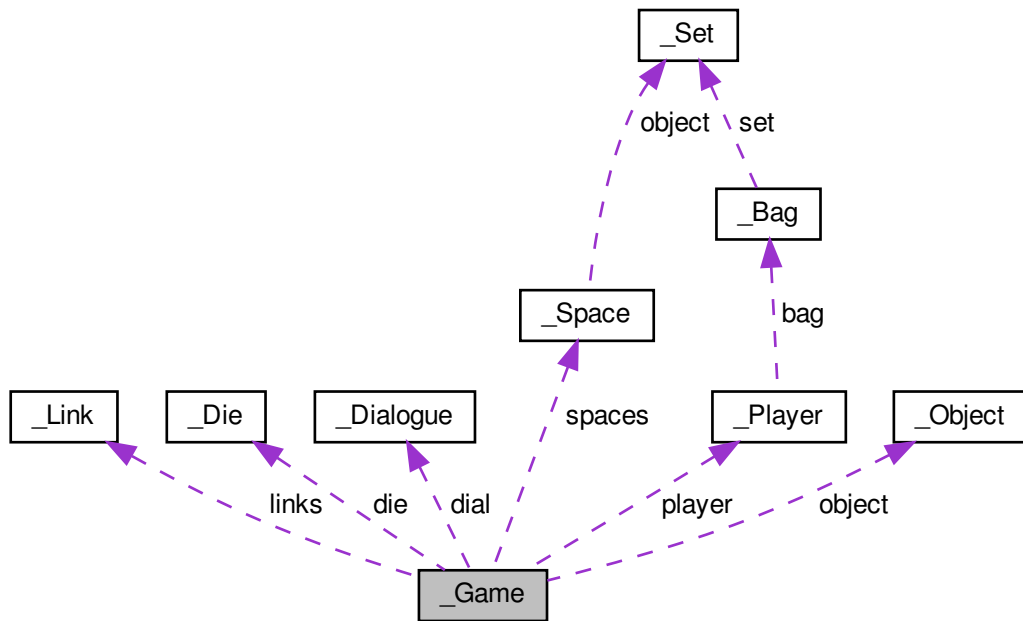 _Set
object
set
_Bag
_Space
bag
_Link
_Die
_Dialogue
spaces
_Player
_Object
links
die
dial
player
object
_Game